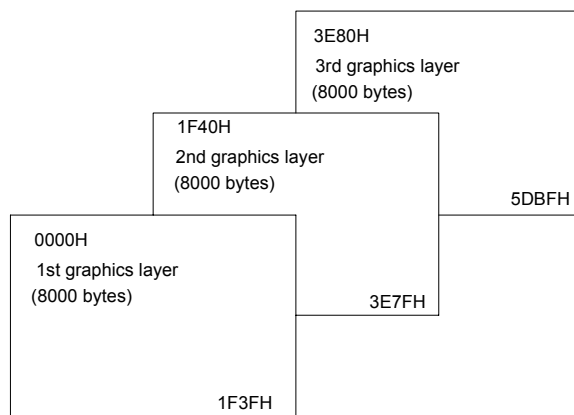 3E80H
3rd graphics layer
(8000 bytes)
5DBFH
1F40H
2nd graphics layer
(8000 bytes)
3E7FH
0000H
1st graphics layer
(8000 bytes)
1F3FH